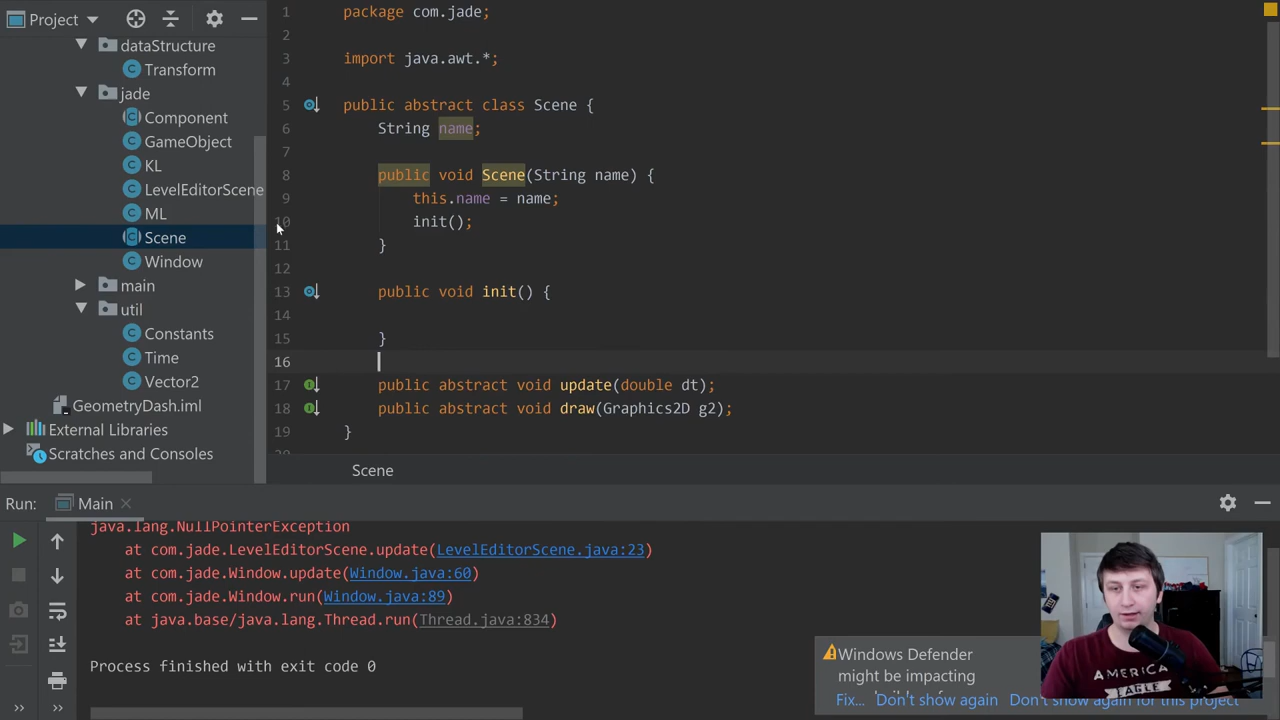 Project
dataStructure
Transform
jade
Component
GameObject
KL
LevelEditorScene
ML
Scene
Window
main
util
Constants
Time
Vector2
GeometryDash.iml
External Libraries
Scratches and Consoles
1 package com.jade;
2
3 import java.awt.*;
4
5 public abstract class Scene {
6 String name;
7
8 public void Scene(String name) {
9 this.name = name;
10 init();
11 }
12
13 public void init() {
14
15 }
16
17 public abstract void update(double dt);
18 public abstract void draw(Graphics2D g2);
19 }
Scene
Run: Main
java.lang.NullPointerException
at com.jade.LevelEditorScene.update(LevelEditorScene.java:23)
at com.jade.Window.update(Window.java:60)
at com.jade.Window.run(Window.java:89)
at java.base/java.lang.Thread.run(Thread.java:834)
Process finished with exit code 0
Windows Defender
might be impacting
Fix... Don't show again Don't show again for this project
AMERICA
EAGLE